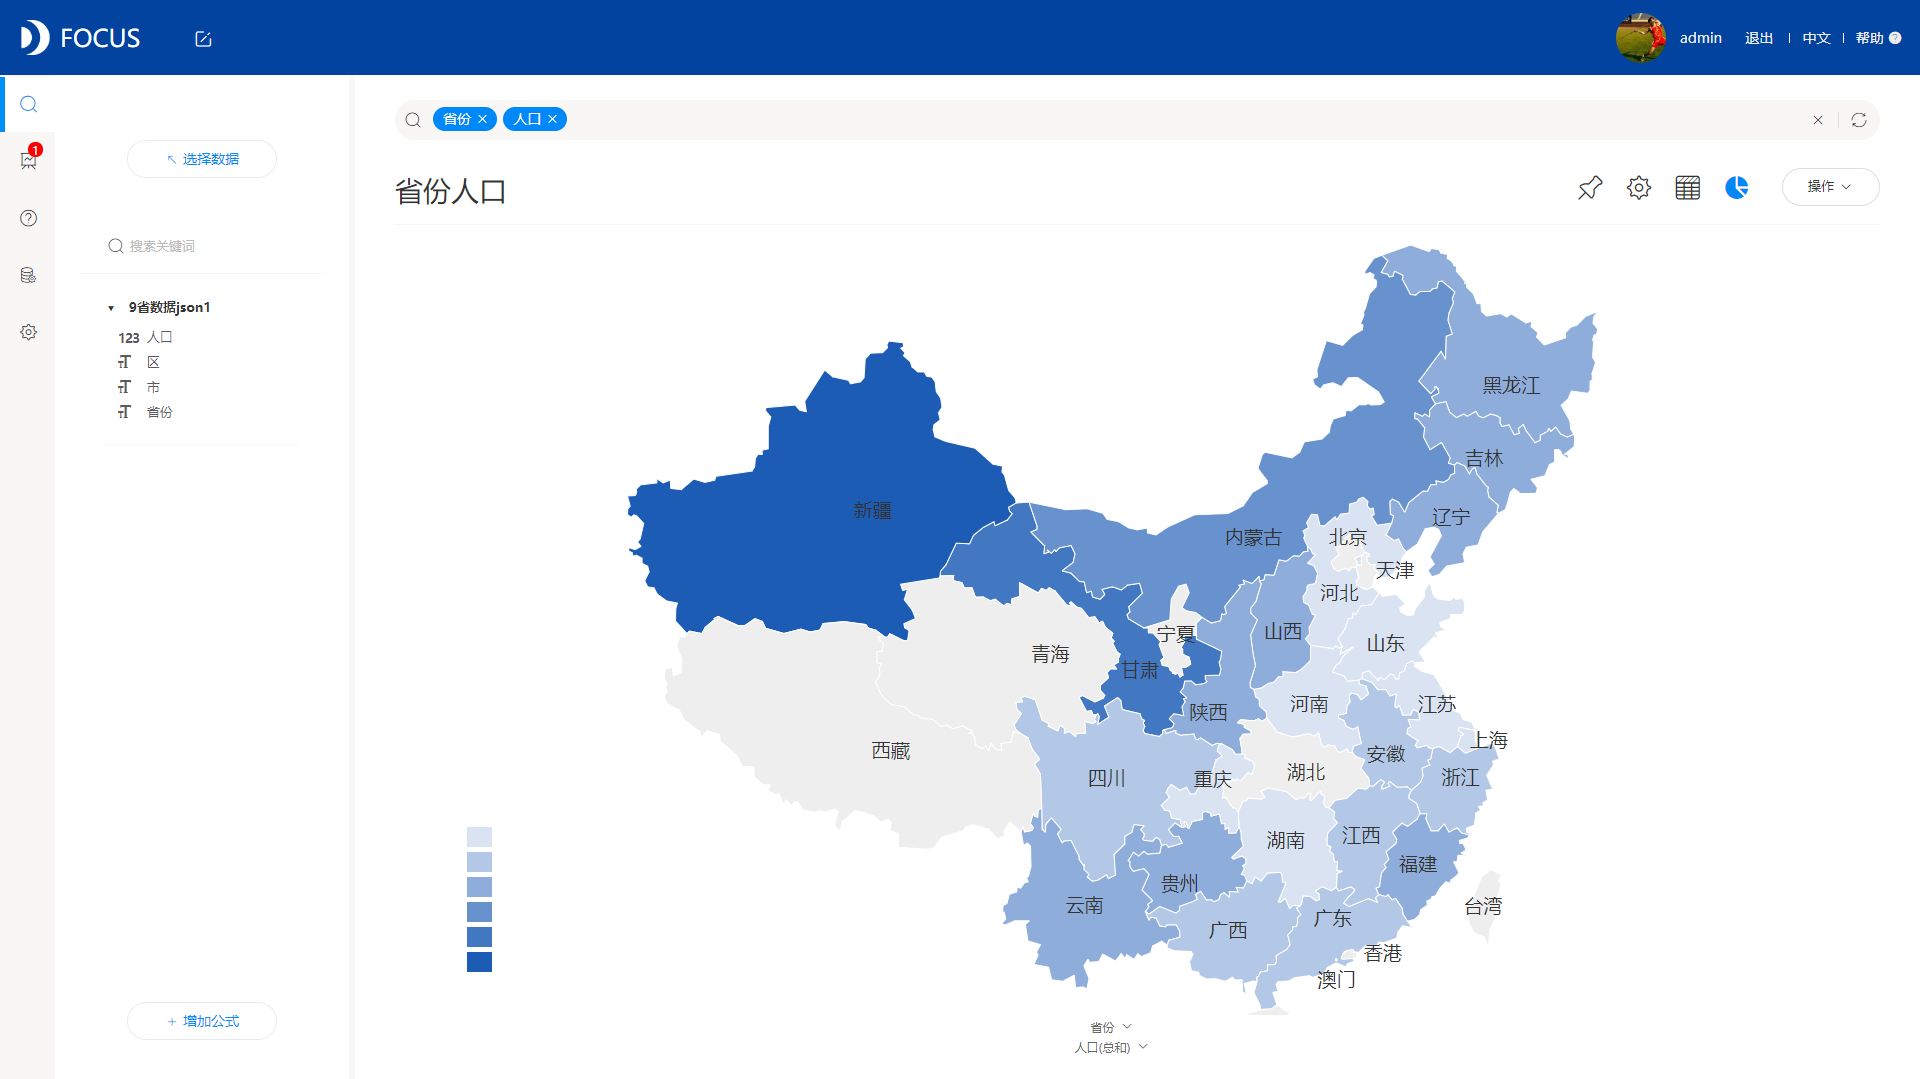 FOCUS
admin 退出 中文 帮助 ?
省份 人口
1
选择数据
省份人口
操作
搜索关键词
9省数据json1
123 人口
T 区
T 市
T 省份
黑龙江
吉林
新疆
辽宁
内蒙古
北京
天津
河北
山西
宁夏
山东
青海
甘肃
河南
江苏
陕西
上海
西藏
安徽
湖北
四川
重庆
浙江
江西
湖南
福建
贵州
云南
台湾
广东
广西
香港
澳门
+ 增加公式
省份
人口(总和)